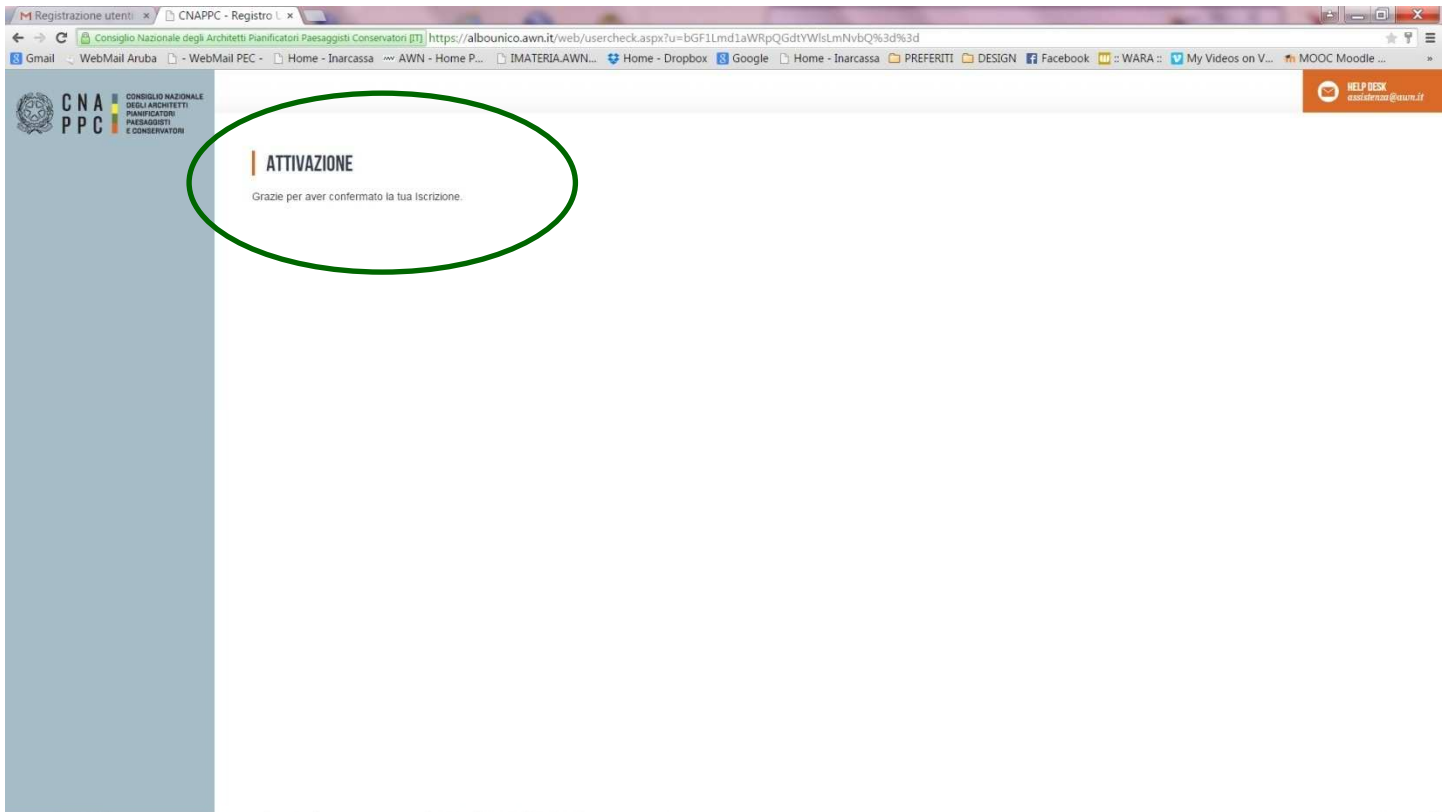 Registrazione utenti
CNAPPC - Registro U
Consiglio Nazionale degli Architetti Pianificatori Paesaggisti Conservatori [IT] https://albounico.awn.it/web/usercheck.aspx?u=bGF1Lmd1aWRpQGdtYWlsLmNvbQ%3d%3d
Gmail WebMail Aruba - WebMail PEC - Home - Inarcassa AWN - Home P... IMATERIA.AWN... Home - Dropbox Google Home - Inarcassa PREFERITI DESIGN Facebook :: WARA :: My Videos on V... MOOC Moodle ... »
CNA
PPC
CONSIGLIO NAZIONALE
DEGLI ARCHITETTI
PIANIFICATORI
PAESAGGISTI
E CONSERVATORI
HELP DESK
assistenza@awn.it
ATTIVAZIONE
Grazie per aver confermato la tua Iscrizione.